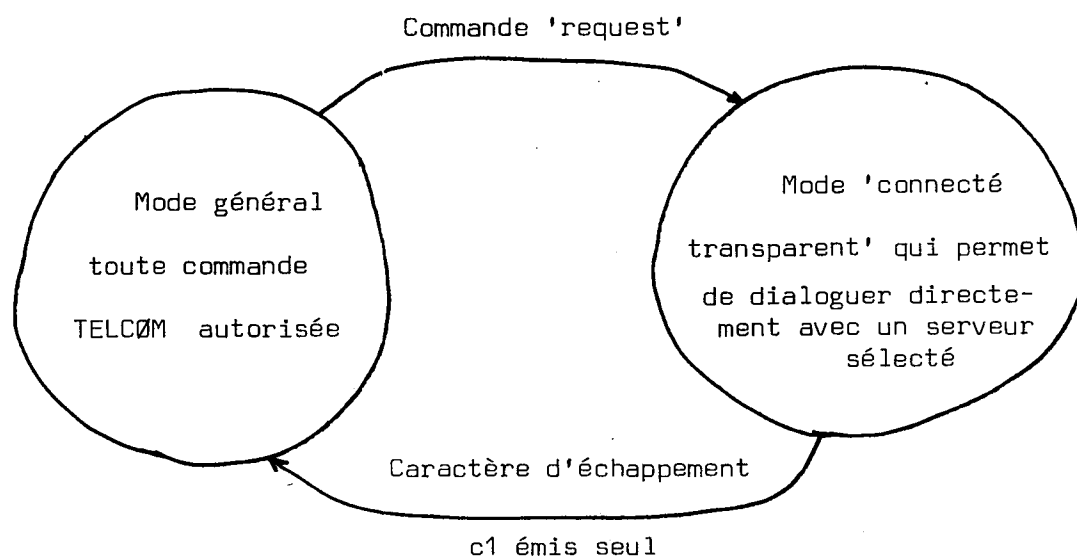 Commande 'request'
Mode général
toute commande
TELCØM autorisée
Mode 'connecté
transparent' qui permet
de dialoguer directe-
ment avec un serveur
sélecté
Caractère d'échappement
c1 émis seul